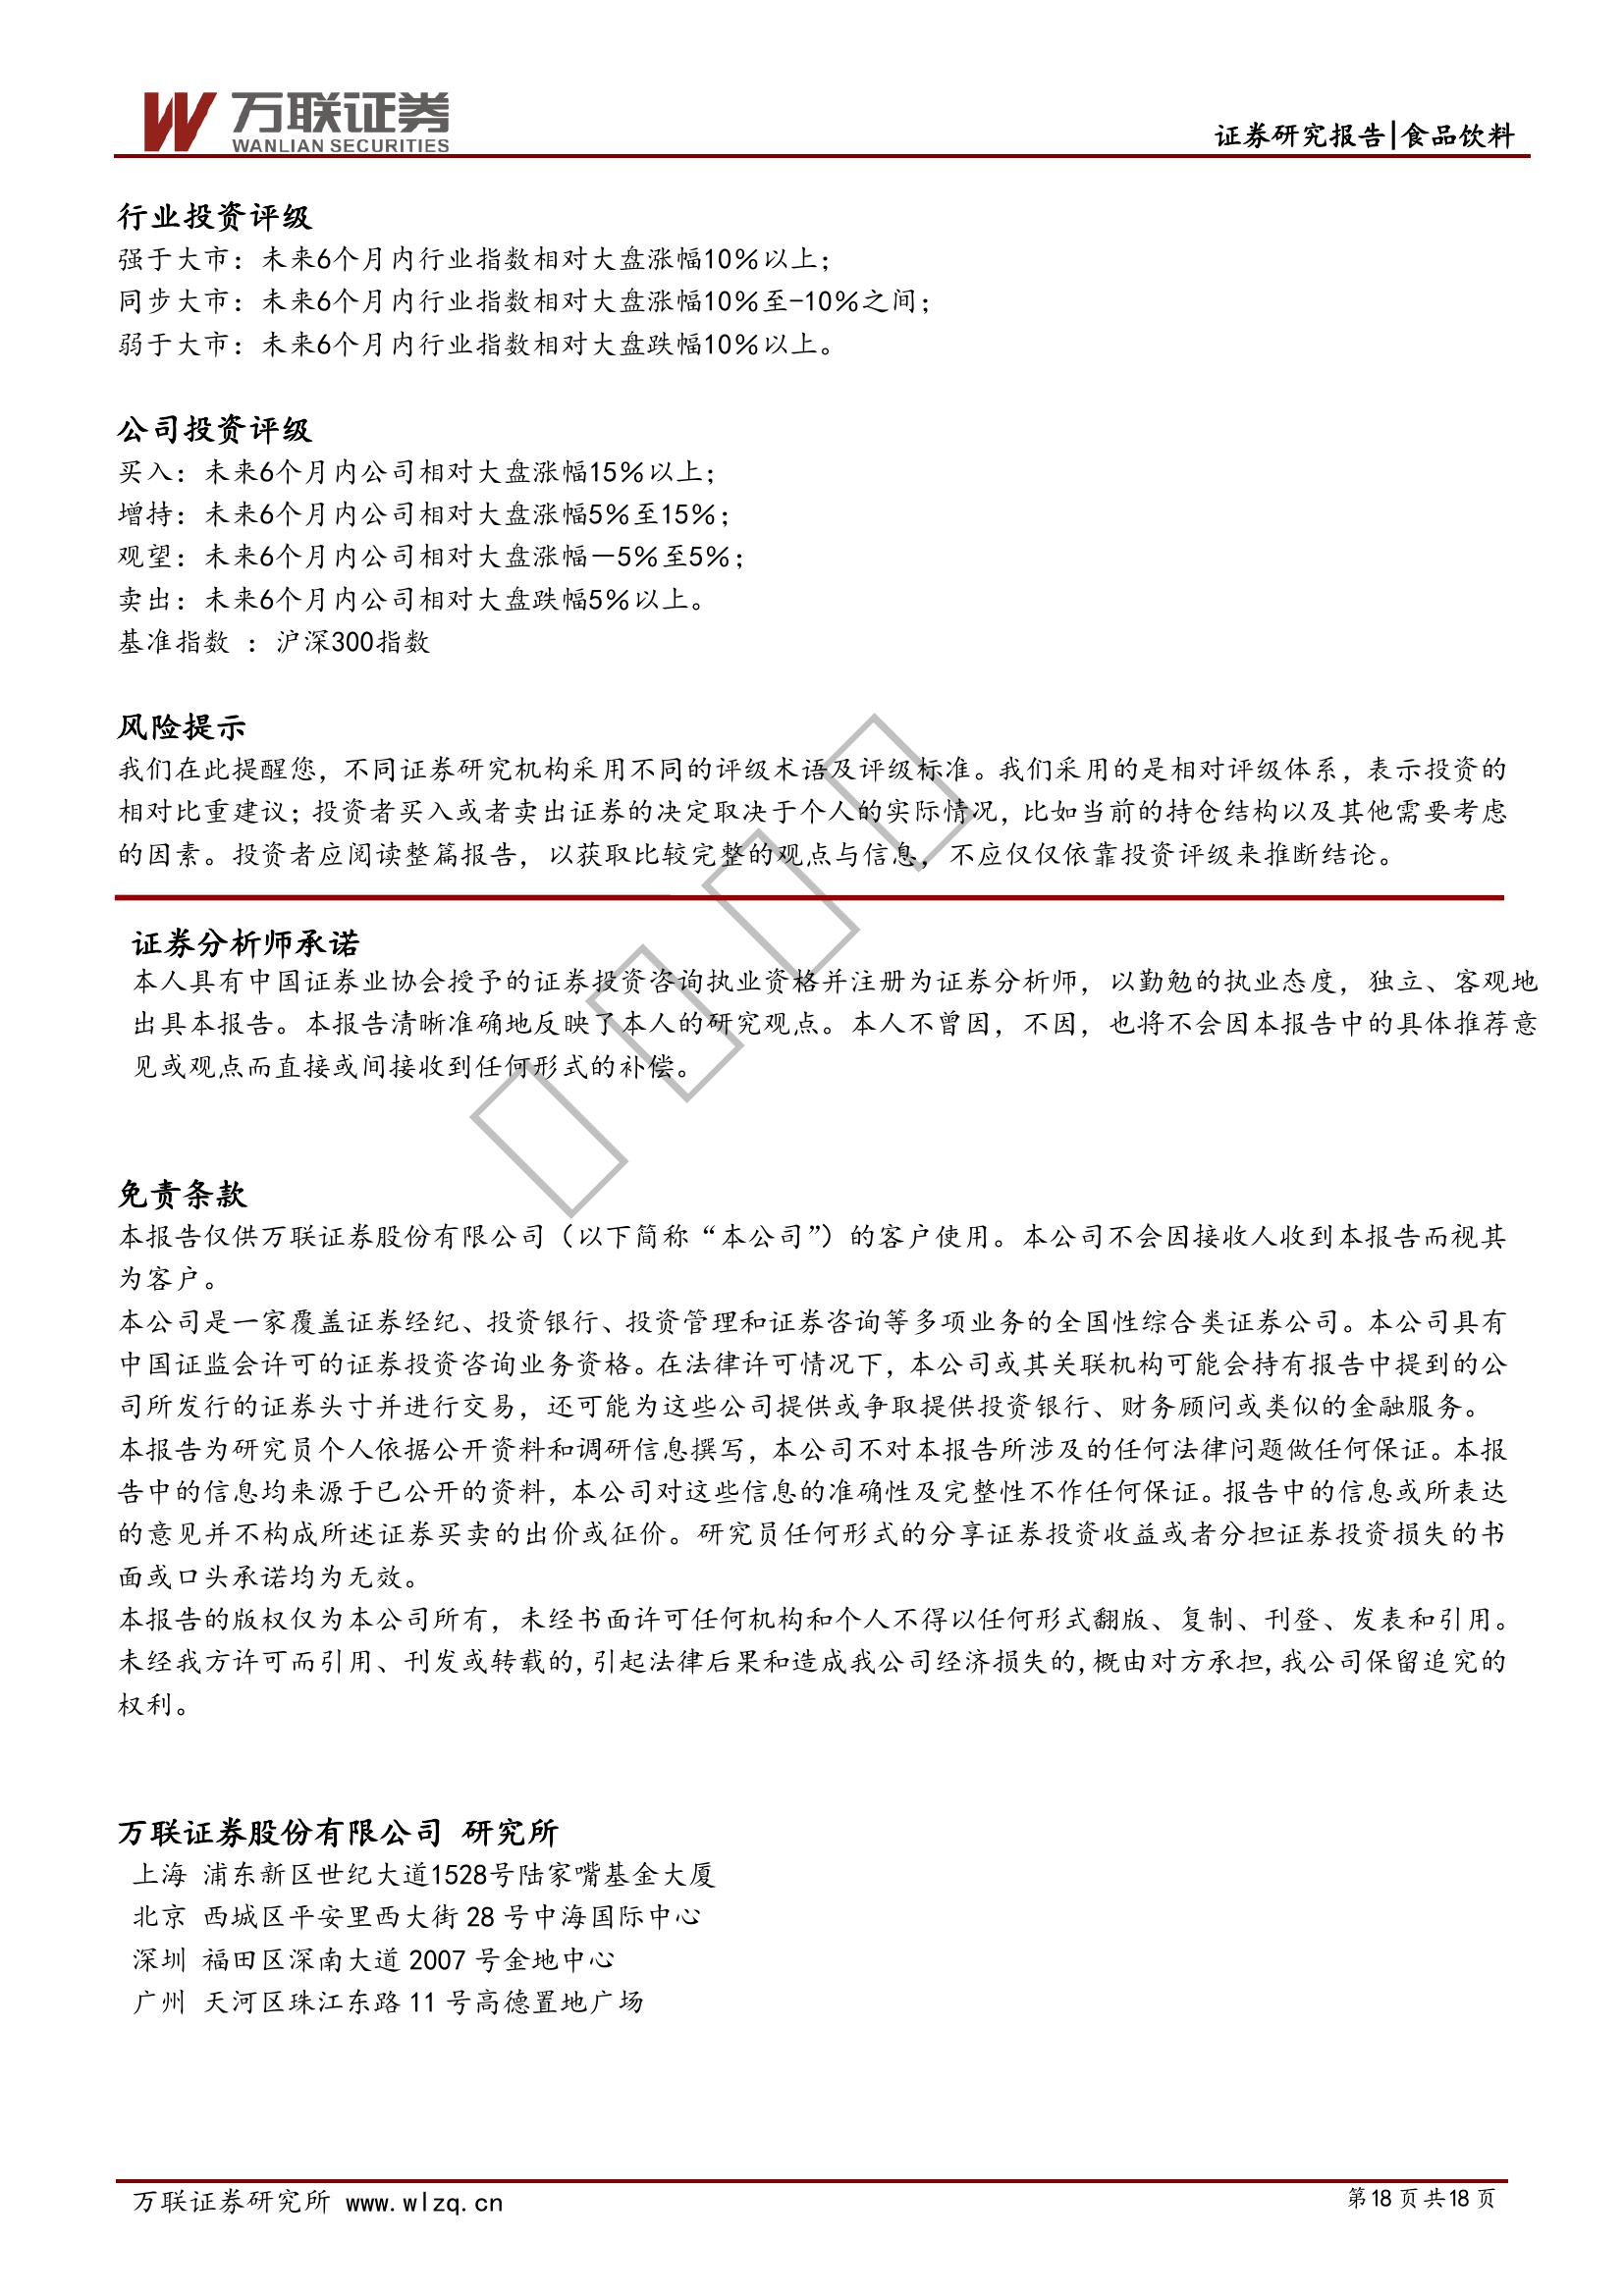 万联证券
WANLIAN SECURITIES
证券研究报告|食品饮料
行业投资评级
强于大市：未来6个月内行业指数相对大盘涨幅10％以上；
同步大市：未来6个月内行业指数相对大盘涨幅10％至-10％之间；
弱于大市：未来6个月内行业指数相对大盘跌幅10％以上。
公司投资评级
买入：未来6个月内公司相对大盘涨幅15％以上；
增持：未来6个月内公司相对大盘涨幅5％至15％；
观望：未来6个月内公司相对大盘涨幅－5％至5％；
卖出：未来6个月内公司相对大盘跌幅5％以上。
基准指数 ：沪深300指数
风险提示
我们在此提醒您，不同证券研究机构采用不同的评级术语及评级标准。我们采用的是相对评级体系，表示投资的
相对比重建议；投资者买入或者卖出证券的决定取决于个人的实际情况，比如当前的持仓结构以及其他需要考虑
的因素。投资者应阅读整篇报告，以获取比较完整的观点与信息，不应仅仅依靠投资评级来推断结论。
证券分析师承诺
本人具有中国证券业协会授予的证券投资咨询执业资格并注册为证券分析师，以勤勉的执业态度，独立、客观地
出具本报告。本报告清晰准确地反映了本人的研究观点。本人不曾因，不因，也将不会因本报告中的具体推荐意
见或观点而直接或间接收到任何形式的补偿。
免责条款
本报告仅供万联证券股份有限公司（以下简称“本公司”）的客户使用。本公司不会因接收人收到本报告而视其
为客户。
本公司是一家覆盖证券经纪、投资银行、投资管理和证券咨询等多项业务的全国性综合类证券公司。本公司具有
中国证监会许可的证券投资咨询业务资格。在法律许可情况下，本公司或其关联机构可能会持有报告中提到的公
司所发行的证券头寸并进行交易，还可能为这些公司提供或争取提供投资银行、财务顾问或类似的金融服务。
本报告为研究员个人依据公开资料和调研信息撰写，本公司不对本报告所涉及的任何法律问题做任何保证。本报
告中的信息均来源于已公开的资料，本公司对这些信息的准确性及完整性不作任何保证。报告中的信息或所表达
的意见并不构成所述证券买卖的出价或征价。研究员任何形式的分享证券投资收益或者分担证券投资损失的书
面或口头承诺均为无效。
本报告的版权仅为本公司所有，未经书面许可任何机构和个人不得以任何形式翻版、复制、刊登、发表和引用。
未经我方许可而引用、刊发或转载的,引起法律后果和造成我公司经济损失的,概由对方承担,我公司保留追究的
权利。
万联证券股份有限公司 研究所
上海 浦东新区世纪大道1528号陆家嘴基金大厦
北京 西城区平安里西大街 28 号中海国际中心
深圳 福田区深南大道 2007 号金地中心
广州 天河区珠江东路 11 号高德置地广场
万联证券研究所 www.wlzq.cn
第 18 页 共 18 页